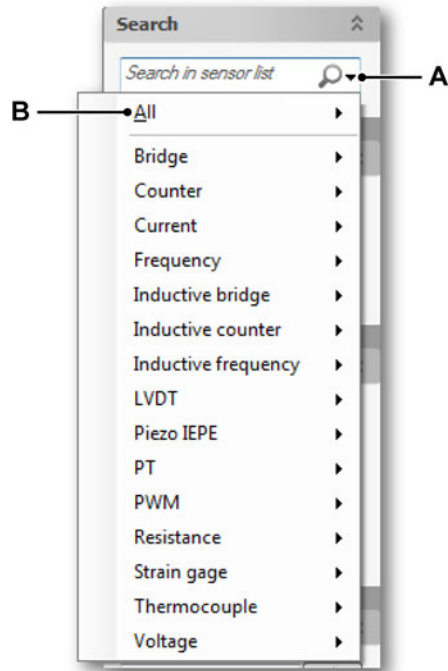 Search
Search in sensor list
A
B
All
Bridge
Counter
Current
Frequency
Inductive bridge
Inductive counter
Inductive frequency
LVDT
Piezo IEPE
PT
PWM
Resistance
Strain gage
Thermocouple
Voltage